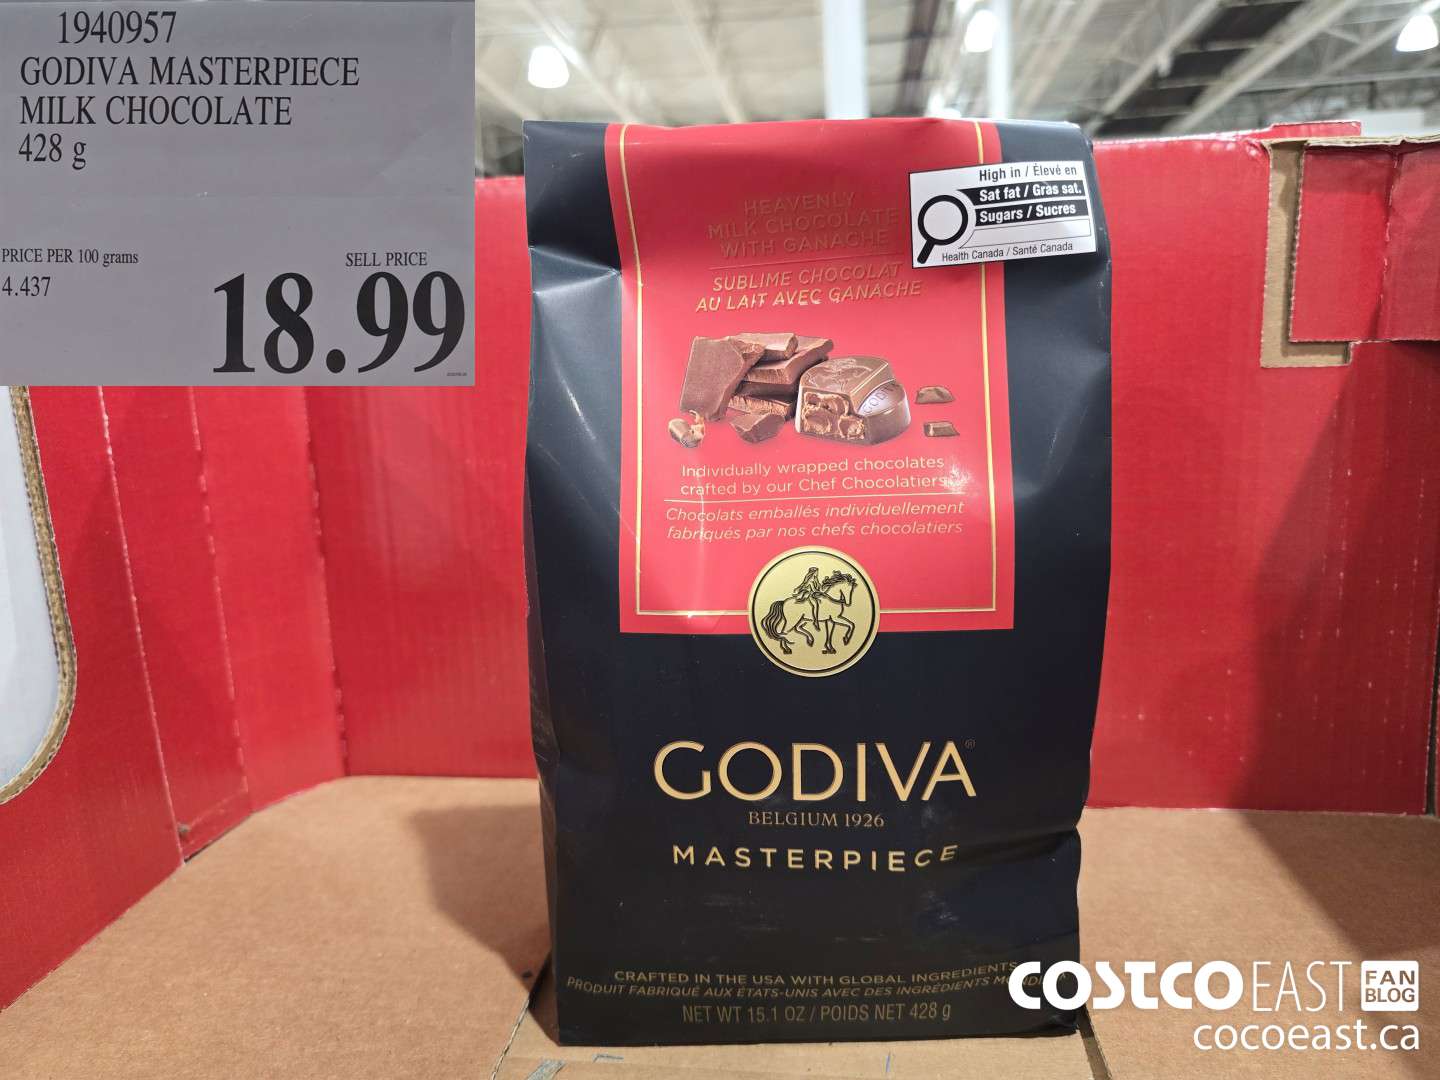 1940957
GODIVA MASTERPIECE
MILK CHOCOLATE
428 g
PRICE PER 100 grams
4.437
SELL PRICE
18.99
High in / Élevé en
Sat fat / Gras sat.
Sugars / Sucres
Health Canada / Santé Canada
HEAVENLY
MILK CHOCOLATE
WITH GANACHE
SUBLIME CHOCOLAT
AU LAIT AVEC GANACHE
GODIVA
Individually wrapped chocolates
crafted by our Chef Chocolatiers
Chocolats emballés individuellement
fabriqués par nos chefs chocolatiers
GODIVA®
BELGIUM 1926
MASTERPIECE
CRAFTED IN THE USA WITH GLOBAL INGREDIENTS
PRODUIT FABRIQUÉ AUX ÉTATS-UNIS AVEC DES INGRÉDIENTS
NET WT 15.1 OZ / POIDS NET 428 g
COSTCO EAST FAN BLOG
cocoeast.ca